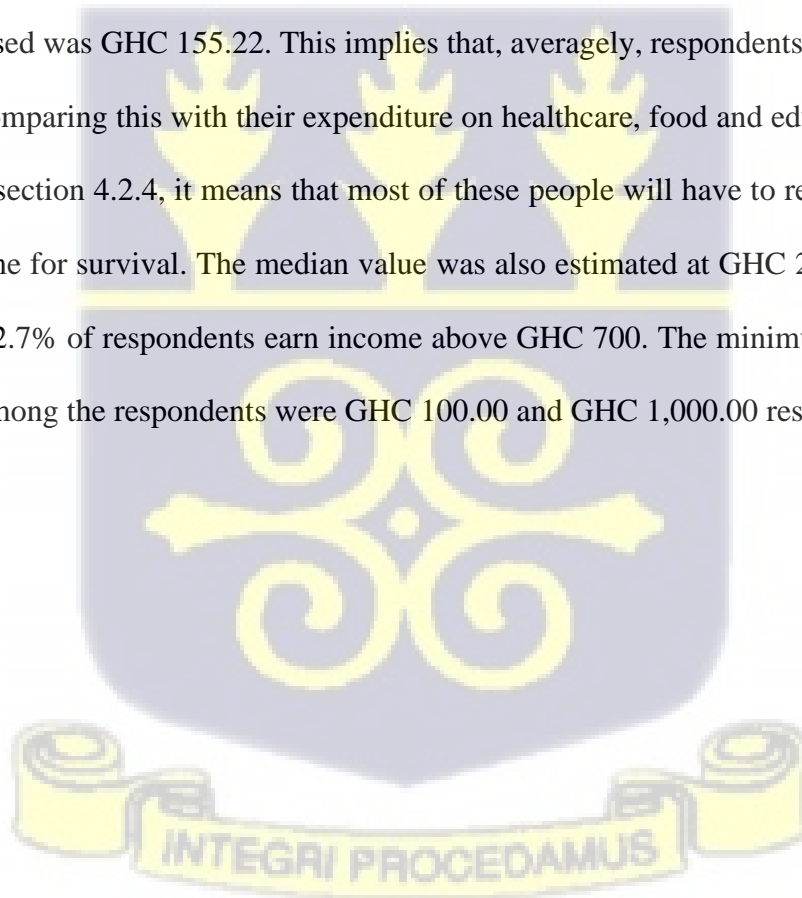 sed was GHC 155.22. This implies that, averagely, respondents
omparing this with their expenditure on healthcare, food and ed
section 4.2.4, it means that most of these people will have to re
ne for survival. The median value was also estimated at GHC 2
2.7% of respondents earn income above GHC 700. The minimu
mong the respondents were GHC 100.00 and GHC 1,000.00 res
INTEGRI PROCEDAMUS